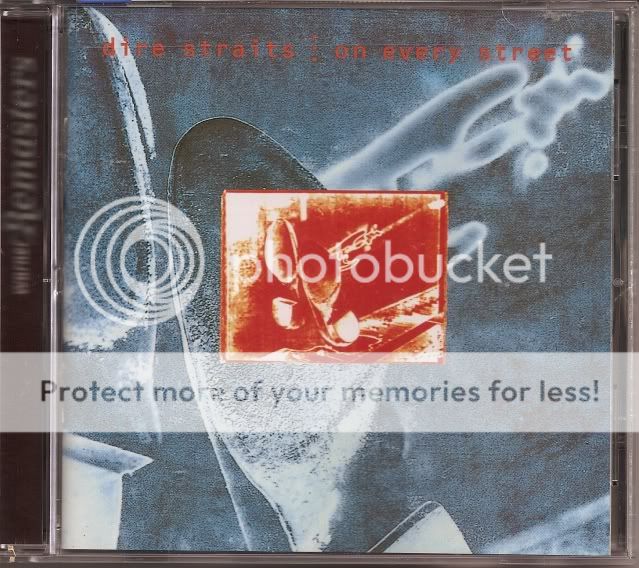 dire straits : on every street
remasters
photobucket
Protect more of your memories for less!